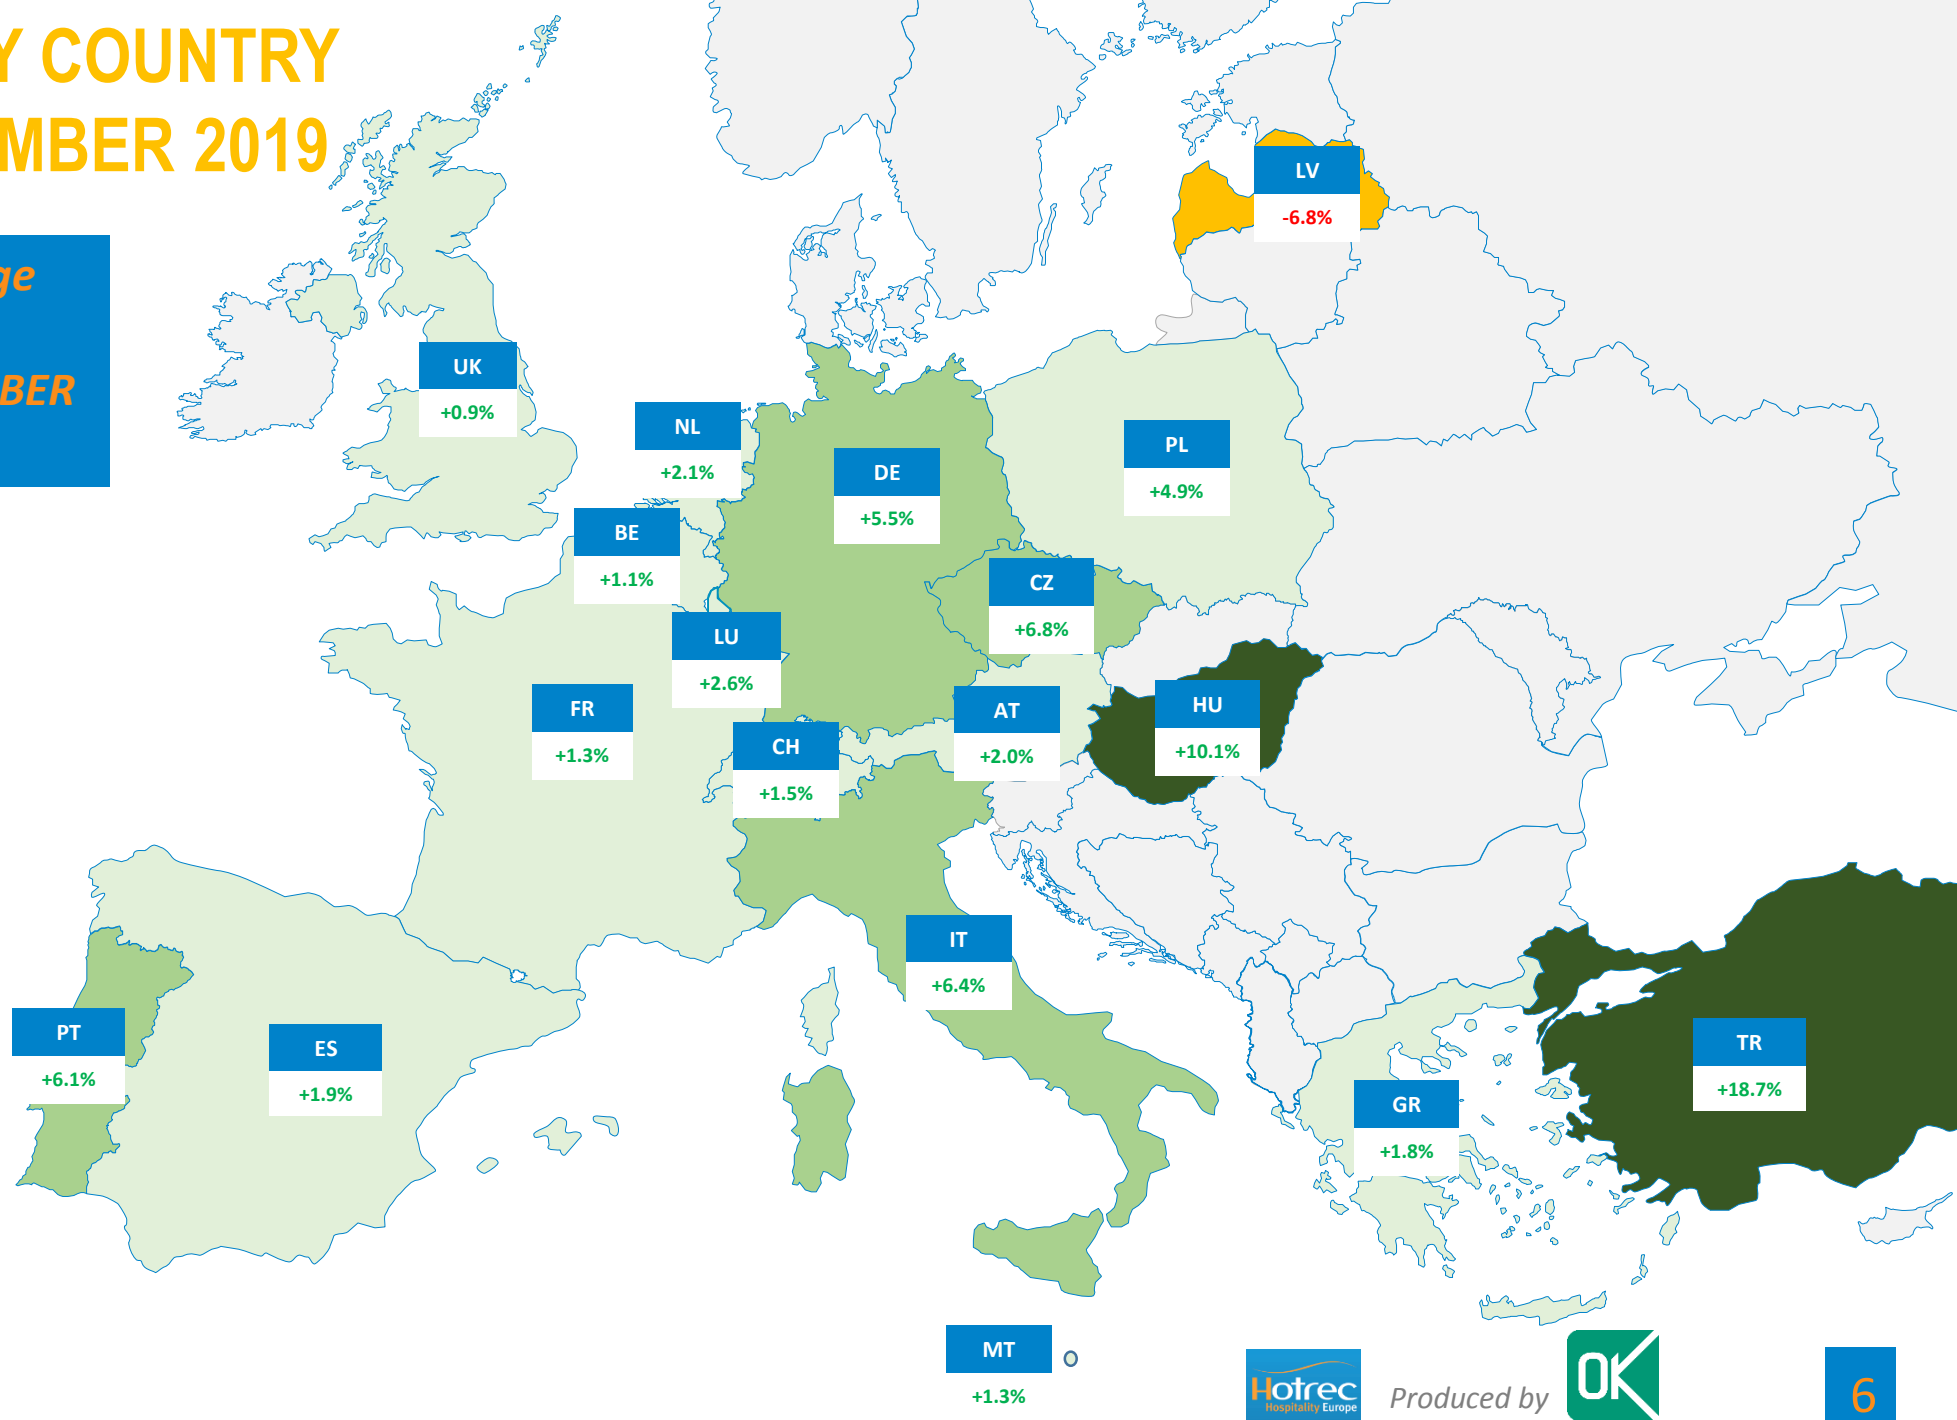 Y COUNTRY
MBER 2019
ge
BER
LV
-6.8%
UK
+0.9%
NL
+2.1%
PL
+4.9%
DE
+5.5%
BE
+1.1%
CZ
+6.8%
LU
+2.6%
FR
+1.3%
AT
+2.0%
HU
+10.1%
CH
+1.5%
IT
+6.4%
PT
+6.1%
ES
+1.9%
TR
+18.7%
GR
+1.8%
MT
+1.3%
Hotrec
Hospitality Europe
Produced by
OK
6